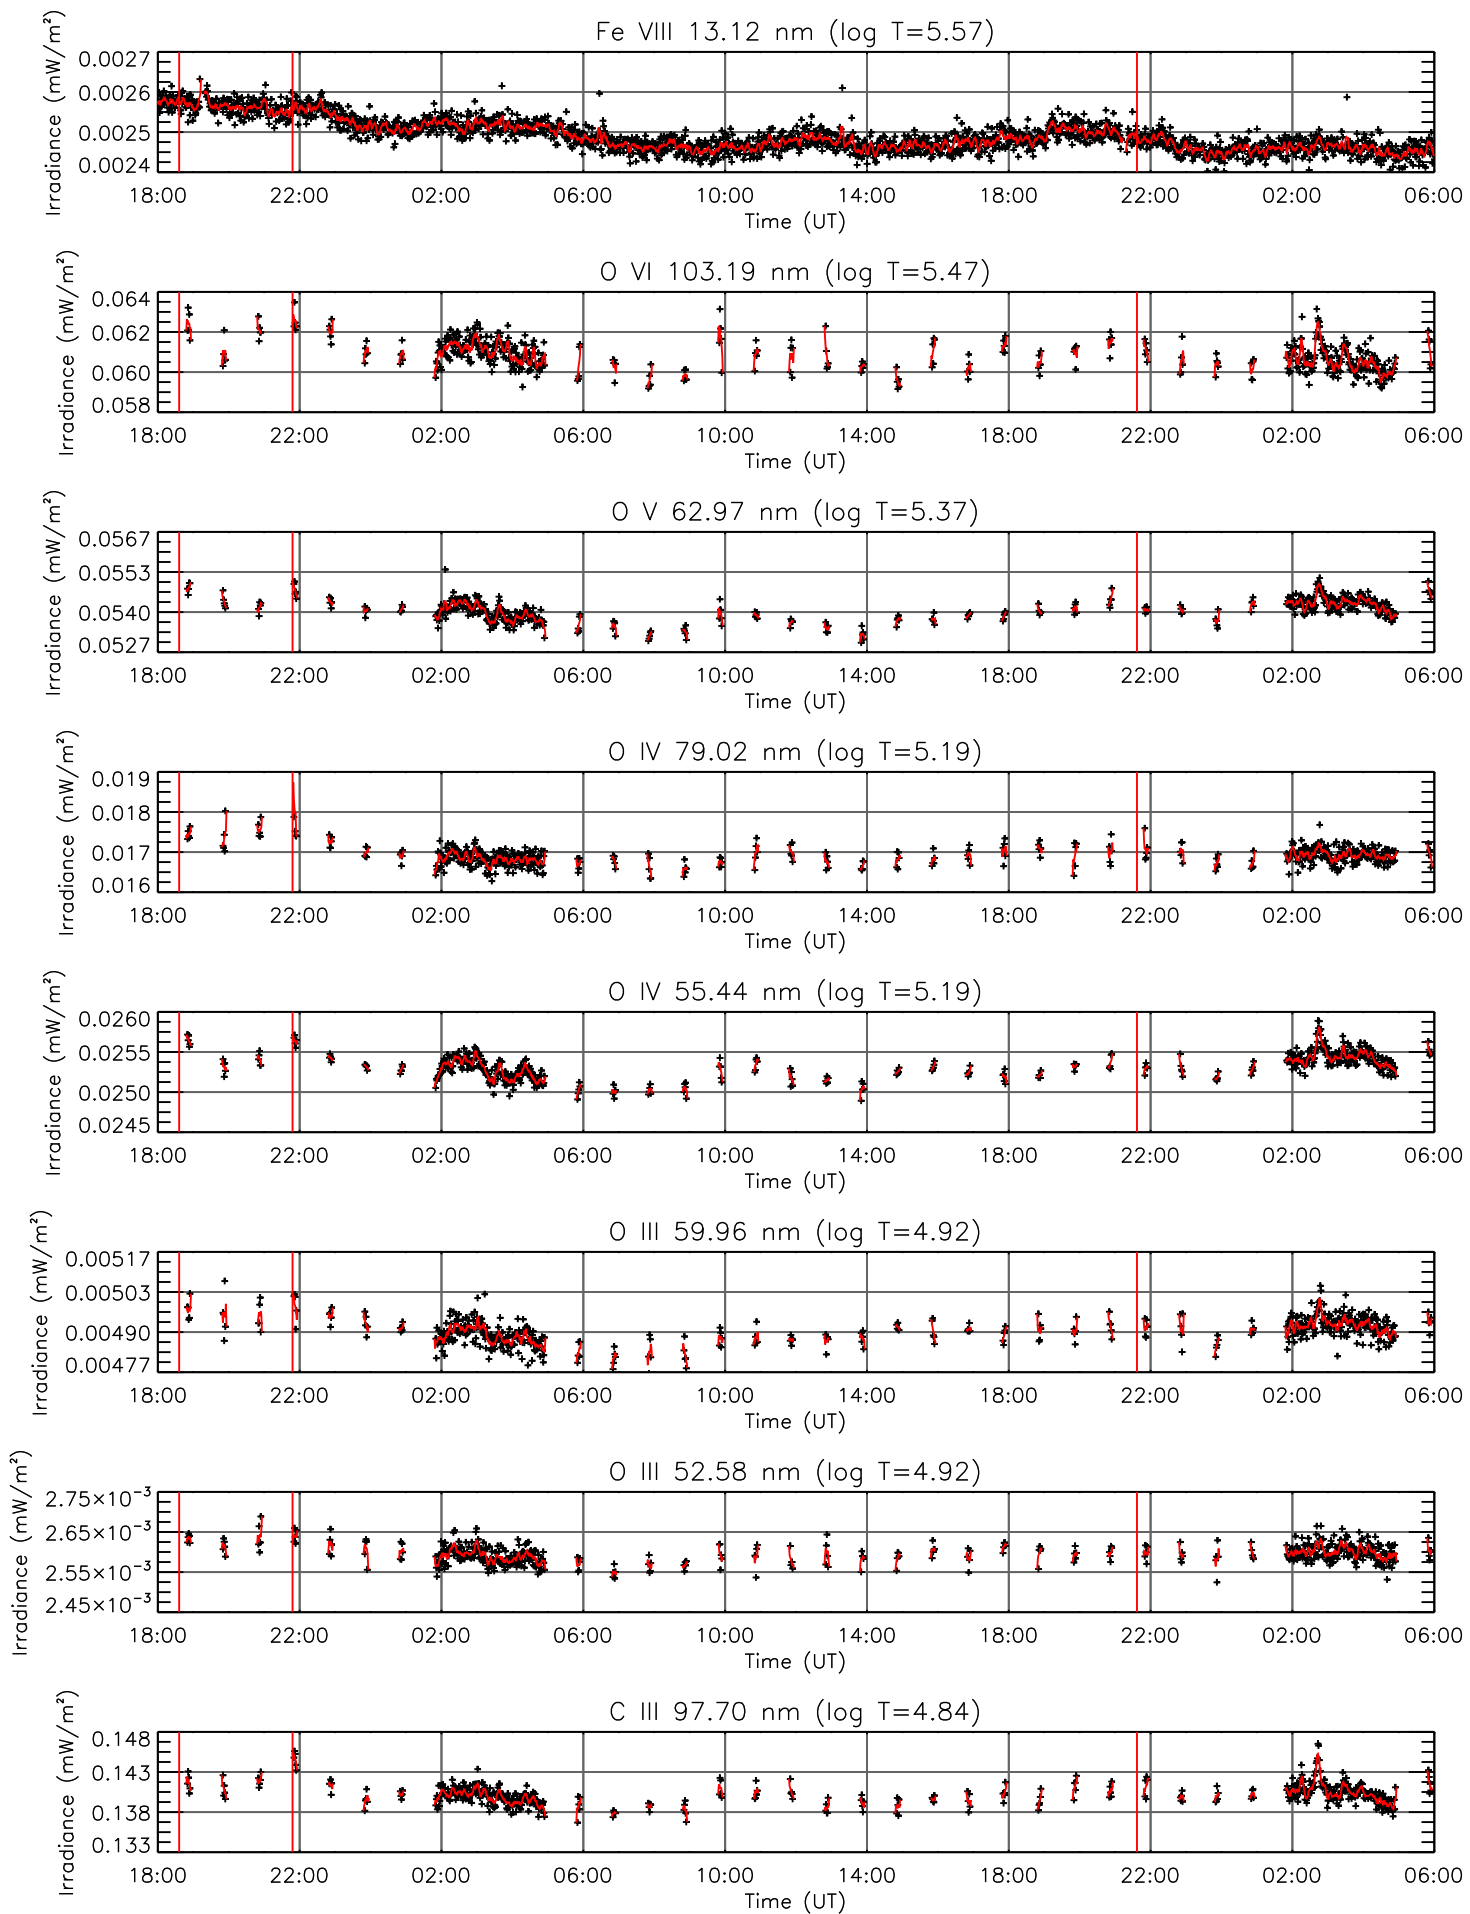 Fe VIII 13.12 nm (log T=5.57)
Irradiance (mW/m²)
0.0027
0.0026
0.0025
0.0024
18:00 22:00 02:00 06:00 10:00 14:00 18:00 22:00 02:00 06:00
Time (UT)
O VI 103.19 nm (log T=5.47)
Irradiance (mW/m²)
0.064
0.062
0.060
0.058
18:00 22:00 02:00 06:00 10:00 14:00 18:00 22:00 02:00 06:00
Time (UT)
O V 62.97 nm (log T=5.37)
Irradiance (mW/m²)
0.0567
0.0553
0.0540
0.0527
18:00 22:00 02:00 06:00 10:00 14:00 18:00 22:00 02:00 06:00
Time (UT)
O IV 79.02 nm (log T=5.19)
Irradiance (mW/m²)
0.019
0.018
0.017
0.016
18:00 22:00 02:00 06:00 10:00 14:00 18:00 22:00 02:00 06:00
Time (UT)
O IV 55.44 nm (log T=5.19)
Irradiance (mW/m²)
0.0260
0.0255
0.0250
0.0245
18:00 22:00 02:00 06:00 10:00 14:00 18:00 22:00 02:00 06:00
Time (UT)
O III 59.96 nm (log T=4.92)
Irradiance (mW/m²)
0.00517
0.00503
0.00490
0.00477
18:00 22:00 02:00 06:00 10:00 14:00 18:00 22:00 02:00 06:00
Time (UT)
O III 52.58 nm (log T=4.92)
Irradiance (mW/m²)
2.75×10⁻³
2.65×10⁻³
2.55×10⁻³
2.45×10⁻³
18:00 22:00 02:00 06:00 10:00 14:00 18:00 22:00 02:00 06:00
Time (UT)
C III 97.70 nm (log T=4.84)
Irradiance (mW/m²)
0.148
0.143
0.138
0.133
18:00 22:00 02:00 06:00 10:00 14:00 18:00 22:00 02:00 06:00
Time (UT)